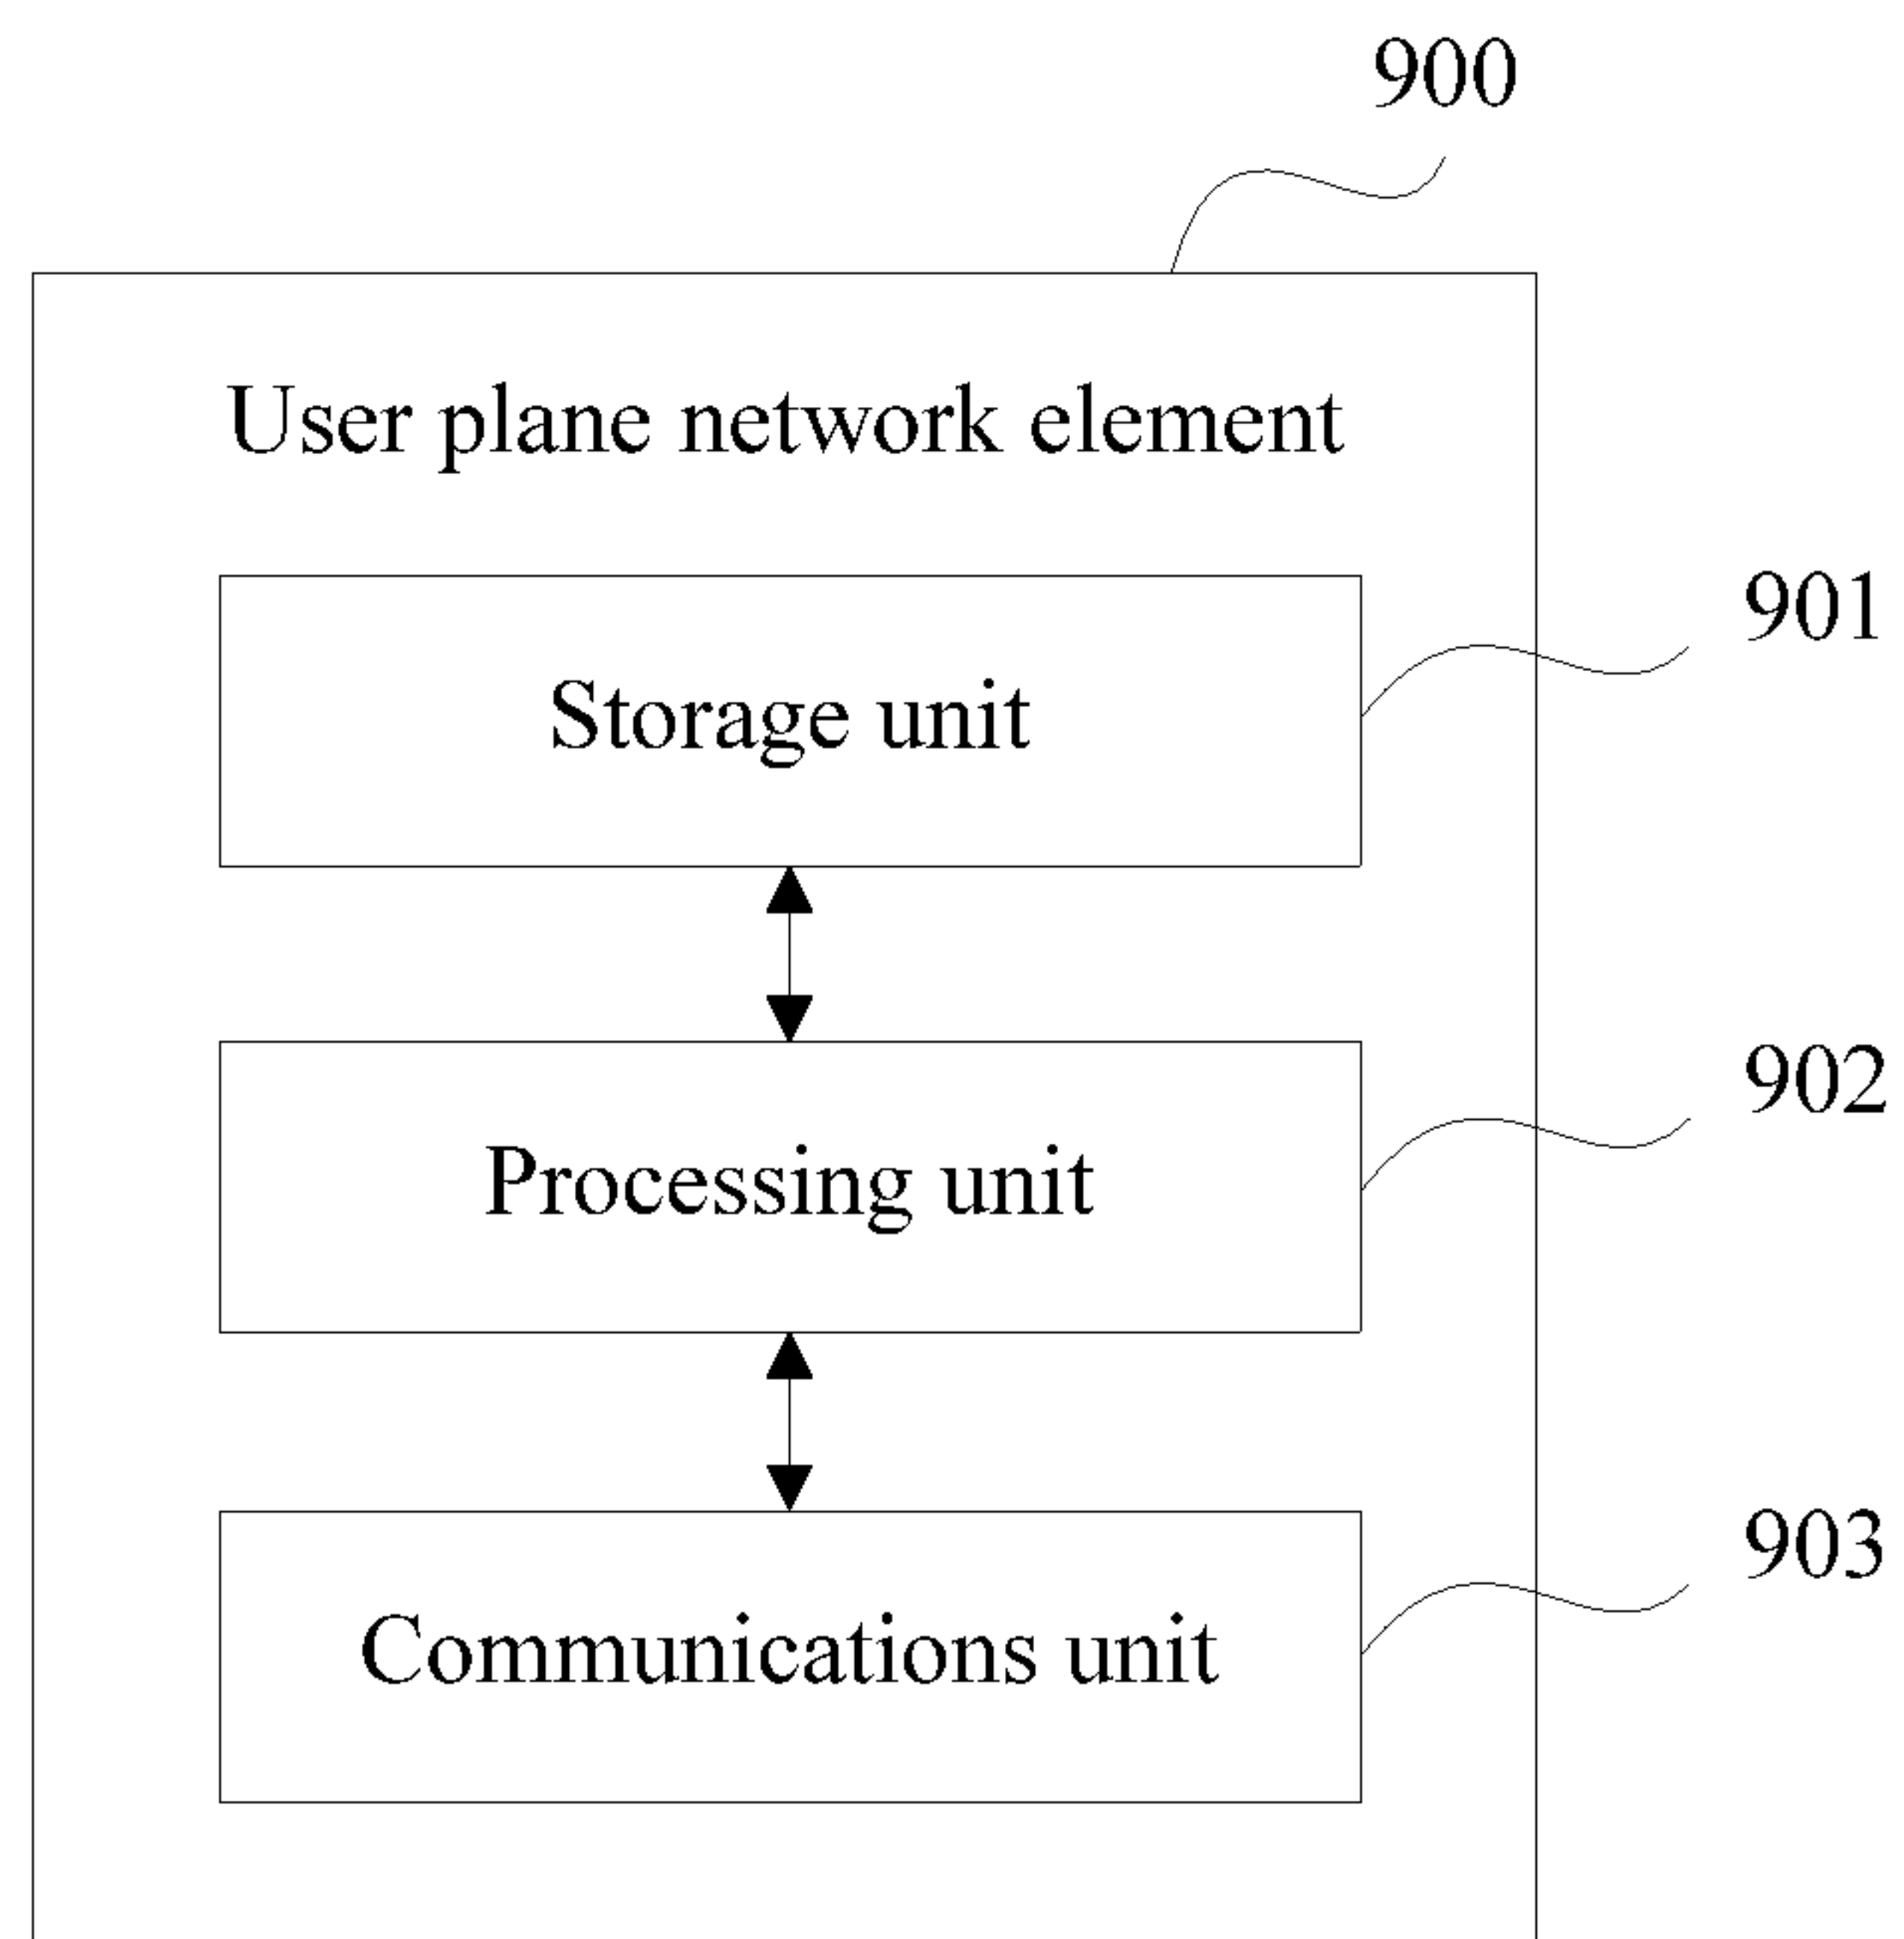 900
User plane network element
901
Storage unit
902
Processing unit
903
Communications unit